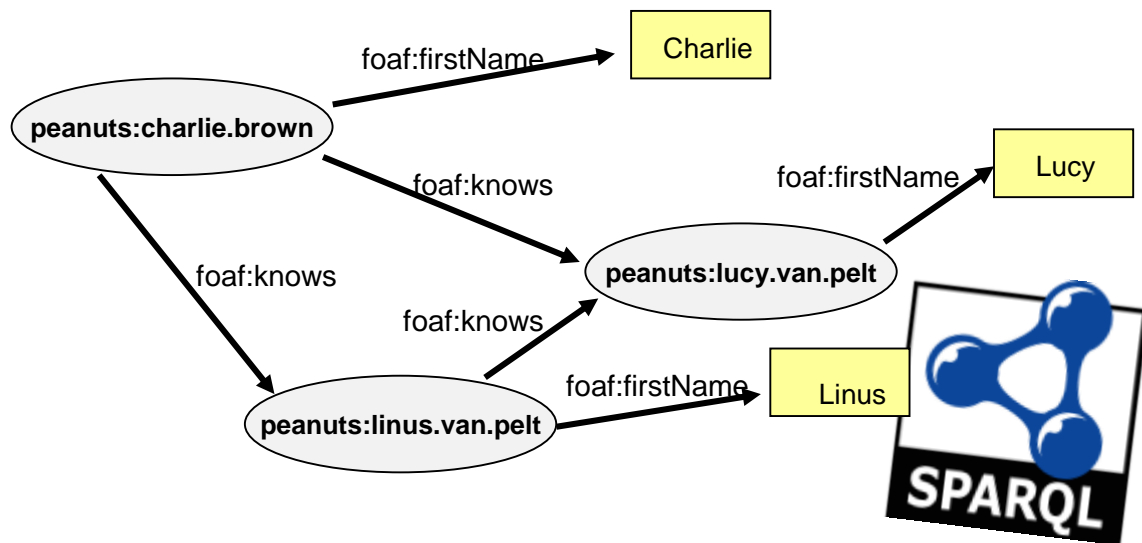 foaf:firstName
Charlie
peanuts:charlie.brown
foaf:knows
foaf:firstName
Lucy
foaf:knows
peanuts:lucy.van.pelt
foaf:knows
foaf:firstName
Linus
peanuts:linus.van.pelt
SPARQL